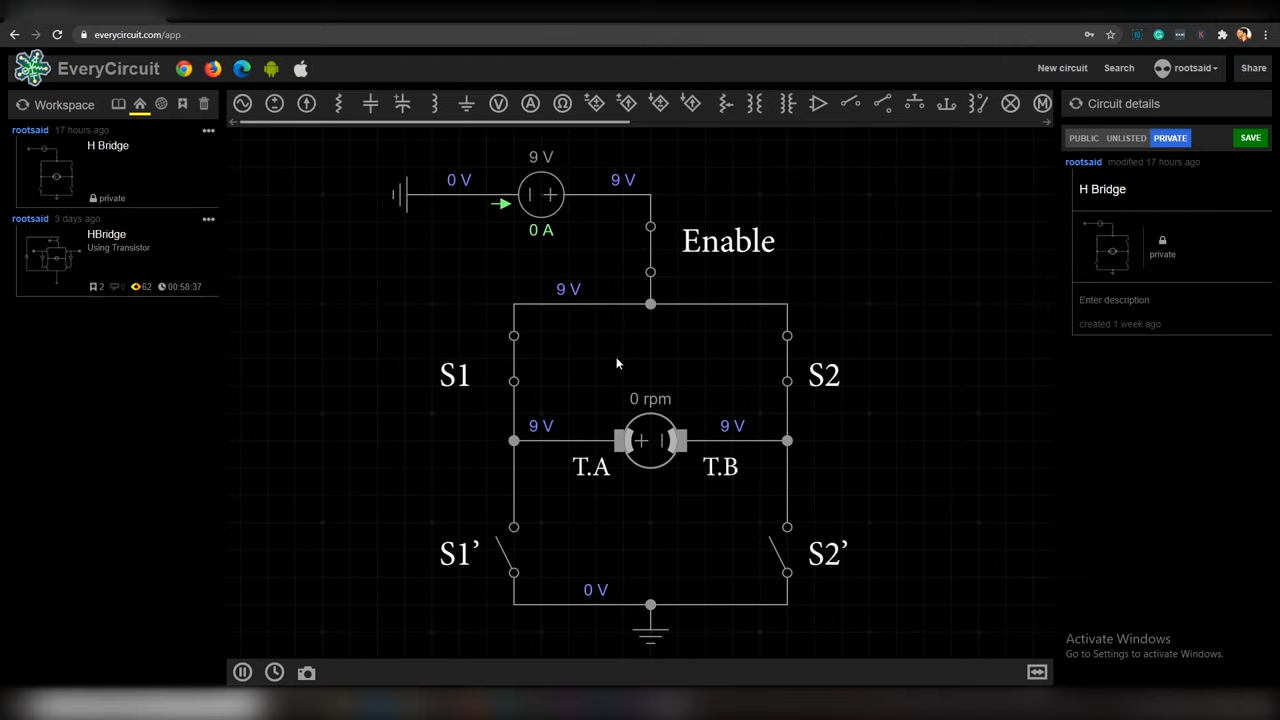 everycircuit.com/app
EveryCircuit
New circuit
Search
rootsaid
Share
Workspace
rootsaid 17 hours ago
H Bridge
private
rootsaid 3 days ago
HBridge
Using Transistor
2
62
00:58:37
9 V
0 V
9 V
0 A
Enable
9 V
S1
S2
0 rpm
9 V
9 V
T.A
T.B
S1’
S2’
0 V
Circuit details
PUBLIC UNLISTED PRIVATE SAVE
rootsaid modified 17 hours ago
H Bridge
private
Enter description
created 1 week ago
Activate Windows
Go to Settings to activate Windows.